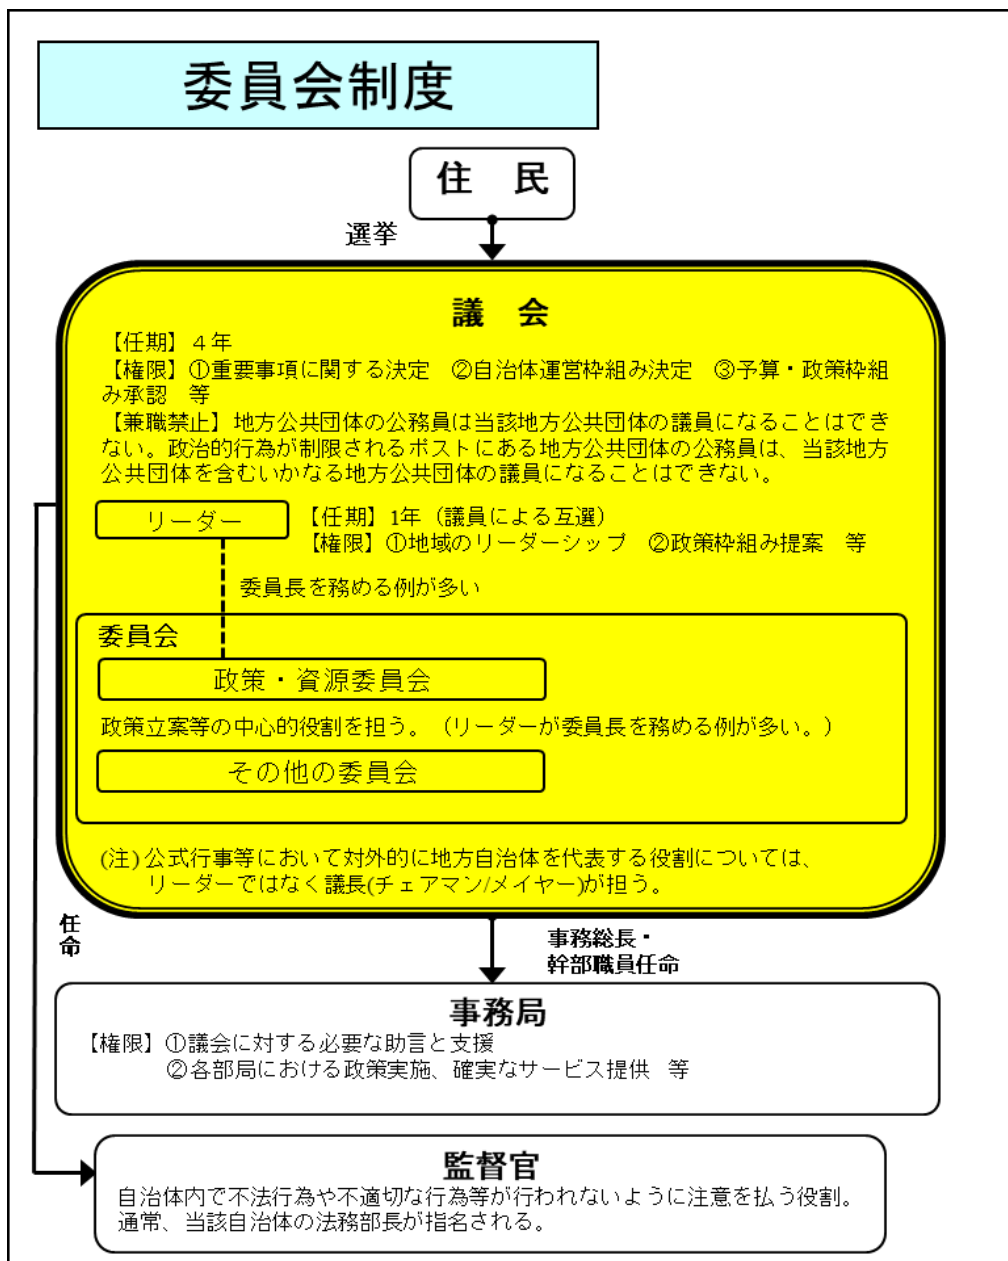 委員会制度
住　民
選挙
議　会
【任期】４年
【権限】①重要事項に関する決定　②自治体運営枠組み決定　③予算・政策枠組
み承認　等
【兼職禁止】地方公共団体の公務員は当該地方公共団体の議員になることはでき
ない。政治的行為が制限されるポストにある地方公共団体の公務員は、当該地方
公共団体を含むいかなる地方公共団体の議員になることはできない。
リーダー
【任期】1年（議員による互選）
【権限】①地域のリーダーシップ　②政策枠組み提案　等
委員長を務める例が多い
委員会
政策・資源委員会
政策立案等の中心的役割を担う。（リーダーが委員長を務める例が多い。）
その他の委員会
(注)公式行事等において対外的に地方自治体を代表する役割については、
リーダーではなく議長(チェアマン/メイヤー)が担う。
任命
事務総長・
幹部職員任命
事務局
【権限】①議会に対する必要な助言と支援
②各部局における政策実施、確実なサービス提供　等
監督官
自治体内で不法行為や不適切な行為等が行われないように注意を払う役割。
通常、当該自治体の法務部長が指名される。